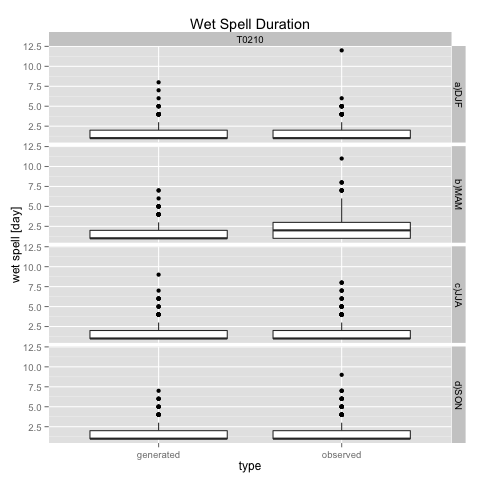 Wet Spell Duration
T0210
wet spell [day]
12.5
10.0
7.5
5.0
2.5
a)DJF
12.5
10.0
7.5
5.0
2.5
b)MAM
12.5
10.0
7.5
5.0
2.5
c)JJA
12.5
10.0
7.5
5.0
2.5
d)SON
generated observed
type